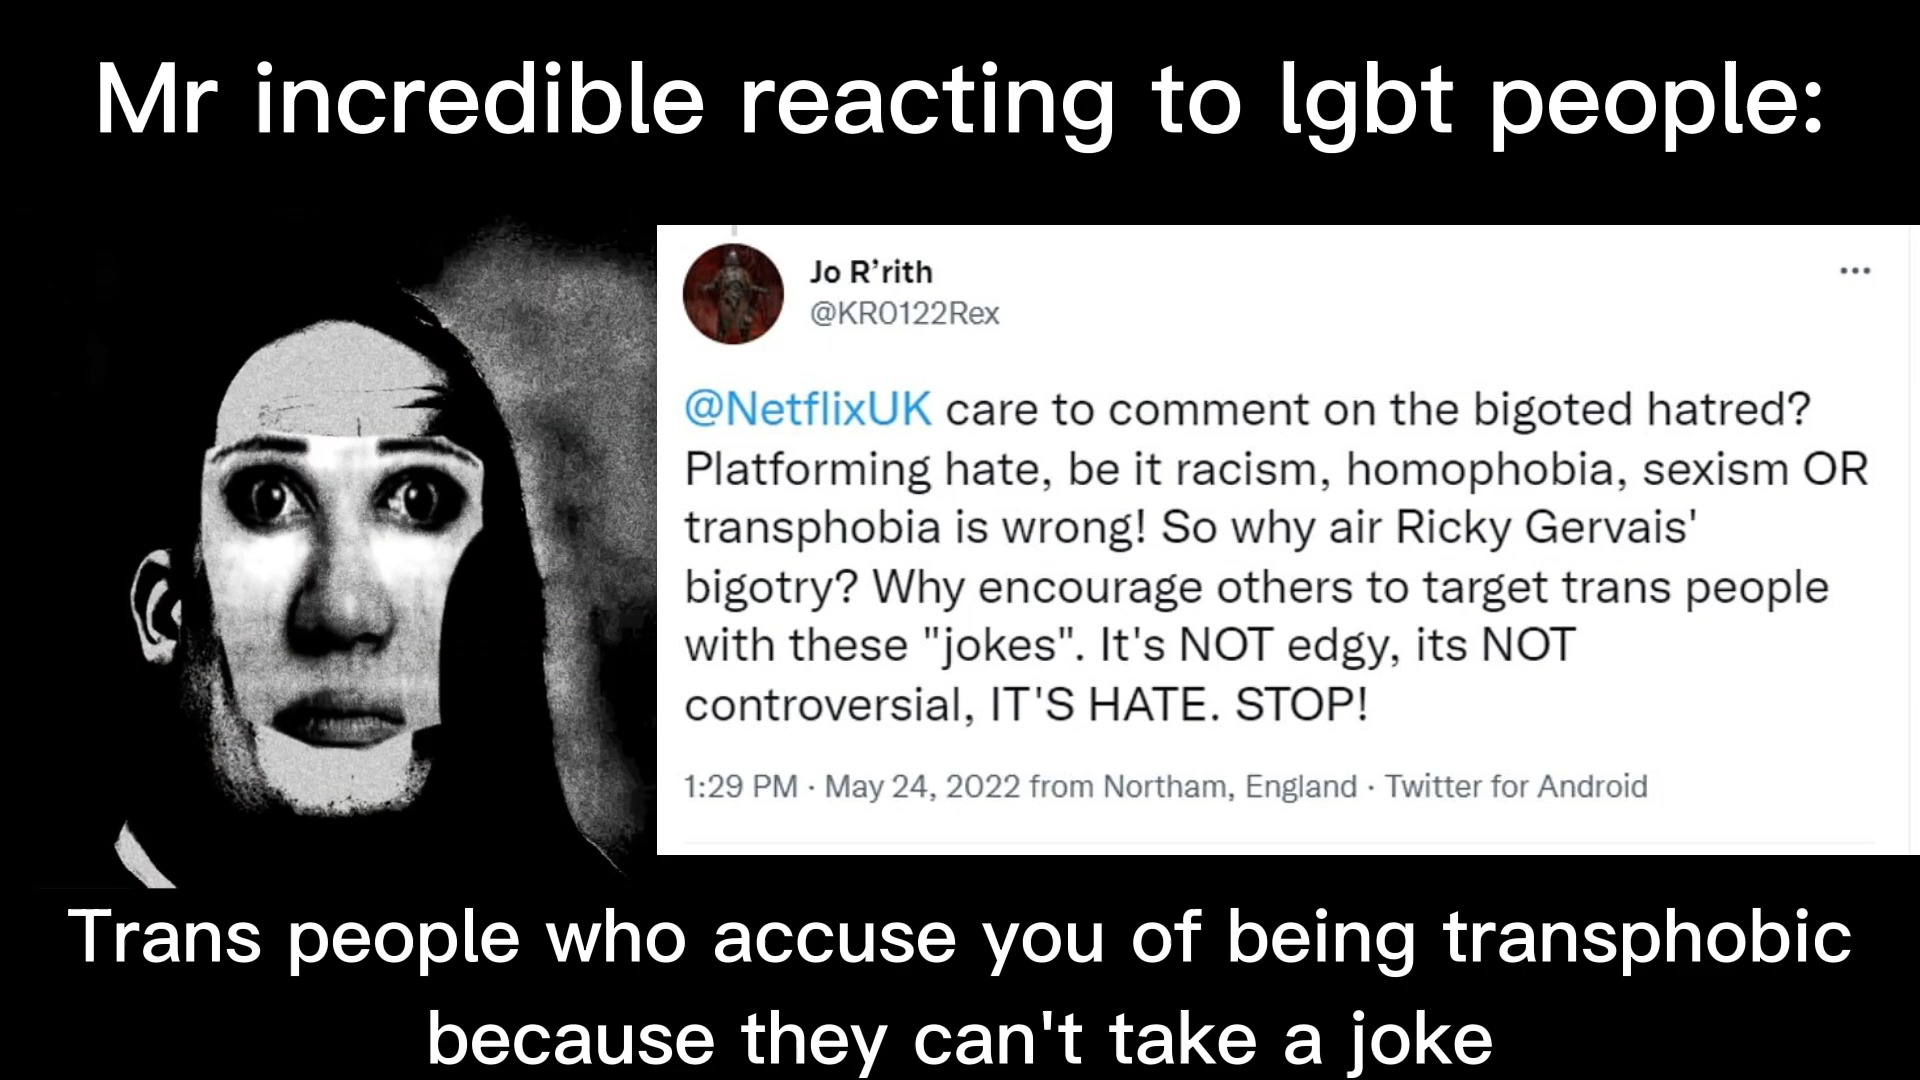 Mr incredible reacting to lgbt people:
Jo R’rith
@KR0122Rex
@NetflixUK care to comment on the bigoted hatred?
Platforming hate, be it racism, homophobia, sexism OR
transphobia is wrong! So why air Ricky Gervais'
bigotry? Why encourage others to target trans people
with these "jokes". It's NOT edgy, its NOT
controversial, IT'S HATE. STOP!
1:29 PM · May 24, 2022 from Northam, England · Twitter for Android
Trans people who accuse you of being transphobic
because they can't take a joke